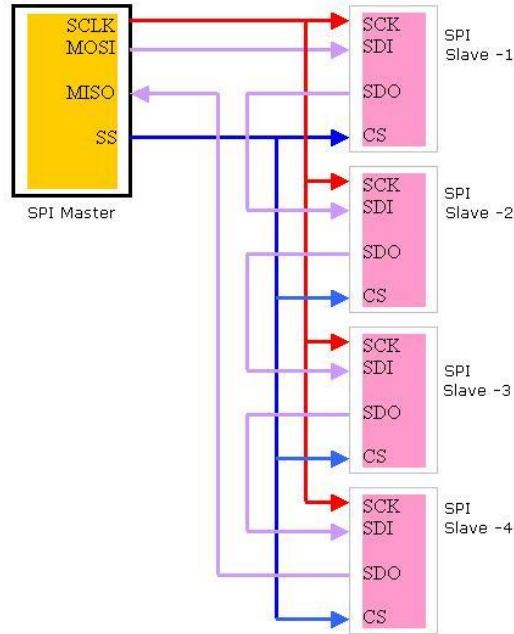 SCLK
MOSI
MISO
SS
SPI Master
SCK
SDI
SDO
CS
SPI
Slave -1
SCK
SDI
SDO
CS
SPI
Slave -2
SCK
SDI
SDO
CS
SPI
Slave -3
SCK
SDI
SDO
CS
SPI
Slave -4